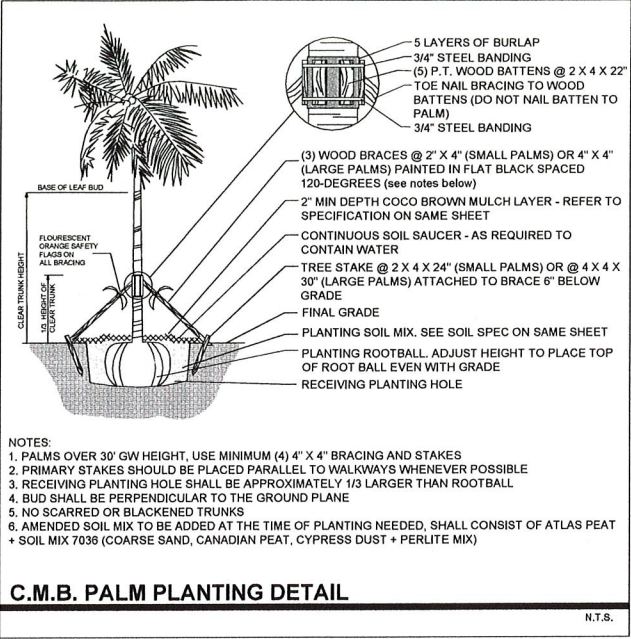 5 LAYERS OF BURLAP
3/4" STEEL BANDING
(5) P.T. WOOD BATTENS @ 2 X 4 X 22"
TOE NAIL BRACING TO WOOD
BATTENS (DO NOT NAIL BATTEN TO
PALM)
3/4" STEEL BANDING
(3) WOOD BRACES @ 2" X 4" (SMALL PALMS) OR 4" X 4"
(LARGE PALMS) PAINTED IN FLAT BLACK SPACED
120-DEGREES (see notes below)
2" MIN DEPTH COCO BROWN MULCH LAYER - REFER TO
SPECIFICATION ON SAME SHEET
CONTINUOUS SOIL SAUCER - AS REQUIRED TO
CONTAIN WATER
TREE STAKE @ 2 X 4 X 24" (SMALL PALMS) OR @ 4 X 4 X
30" (LARGE PALMS) ATTACHED TO BRACE 6" BELOW
GRADE
FINAL GRADE
PLANTING SOIL MIX. SEE SOIL SPEC ON SAME SHEET
PLANTING ROOTBALL. ADJUST HEIGHT TO PLACE TOP
OF ROOT BALL EVEN WITH GRADE
RECEIVING PLANTING HOLE
BASE OF LEAF BUD
FLOURESCENT
ORANGE SAFETY
FLAGS ON
ALL BRACING
CLEAR TRUNK HEIGHT
1/3 HEIGHT OF
CLEAR TRUNK
NOTES:
1. PALMS OVER 30' GW HEIGHT, USE MINIMUM (4) 4" X 4" BRACING AND STAKES
2. PRIMARY STAKES SHOULD BE PLACED PARALLEL TO WALKWAYS WHENEVER POSSIBLE
3. RECEIVING PLANTING HOLE SHALL BE APPROXIMATELY 1/3 LARGER THAN ROOTBALL
4. BUD SHALL BE PERPENDICULAR TO THE GROUND PLANE
5. NO SCARRED OR BLACKENED TRUNKS
6. AMENDED SOIL MIX TO BE ADDED AT THE TIME OF PLANTING NEEDED, SHALL CONSIST OF ATLAS PEAT
+ SOIL MIX 7036 (COARSE SAND, CANADIAN PEAT, CYPRESS DUST + PERLITE MIX)
C.M.B. PALM PLANTING DETAIL
N.T.S.